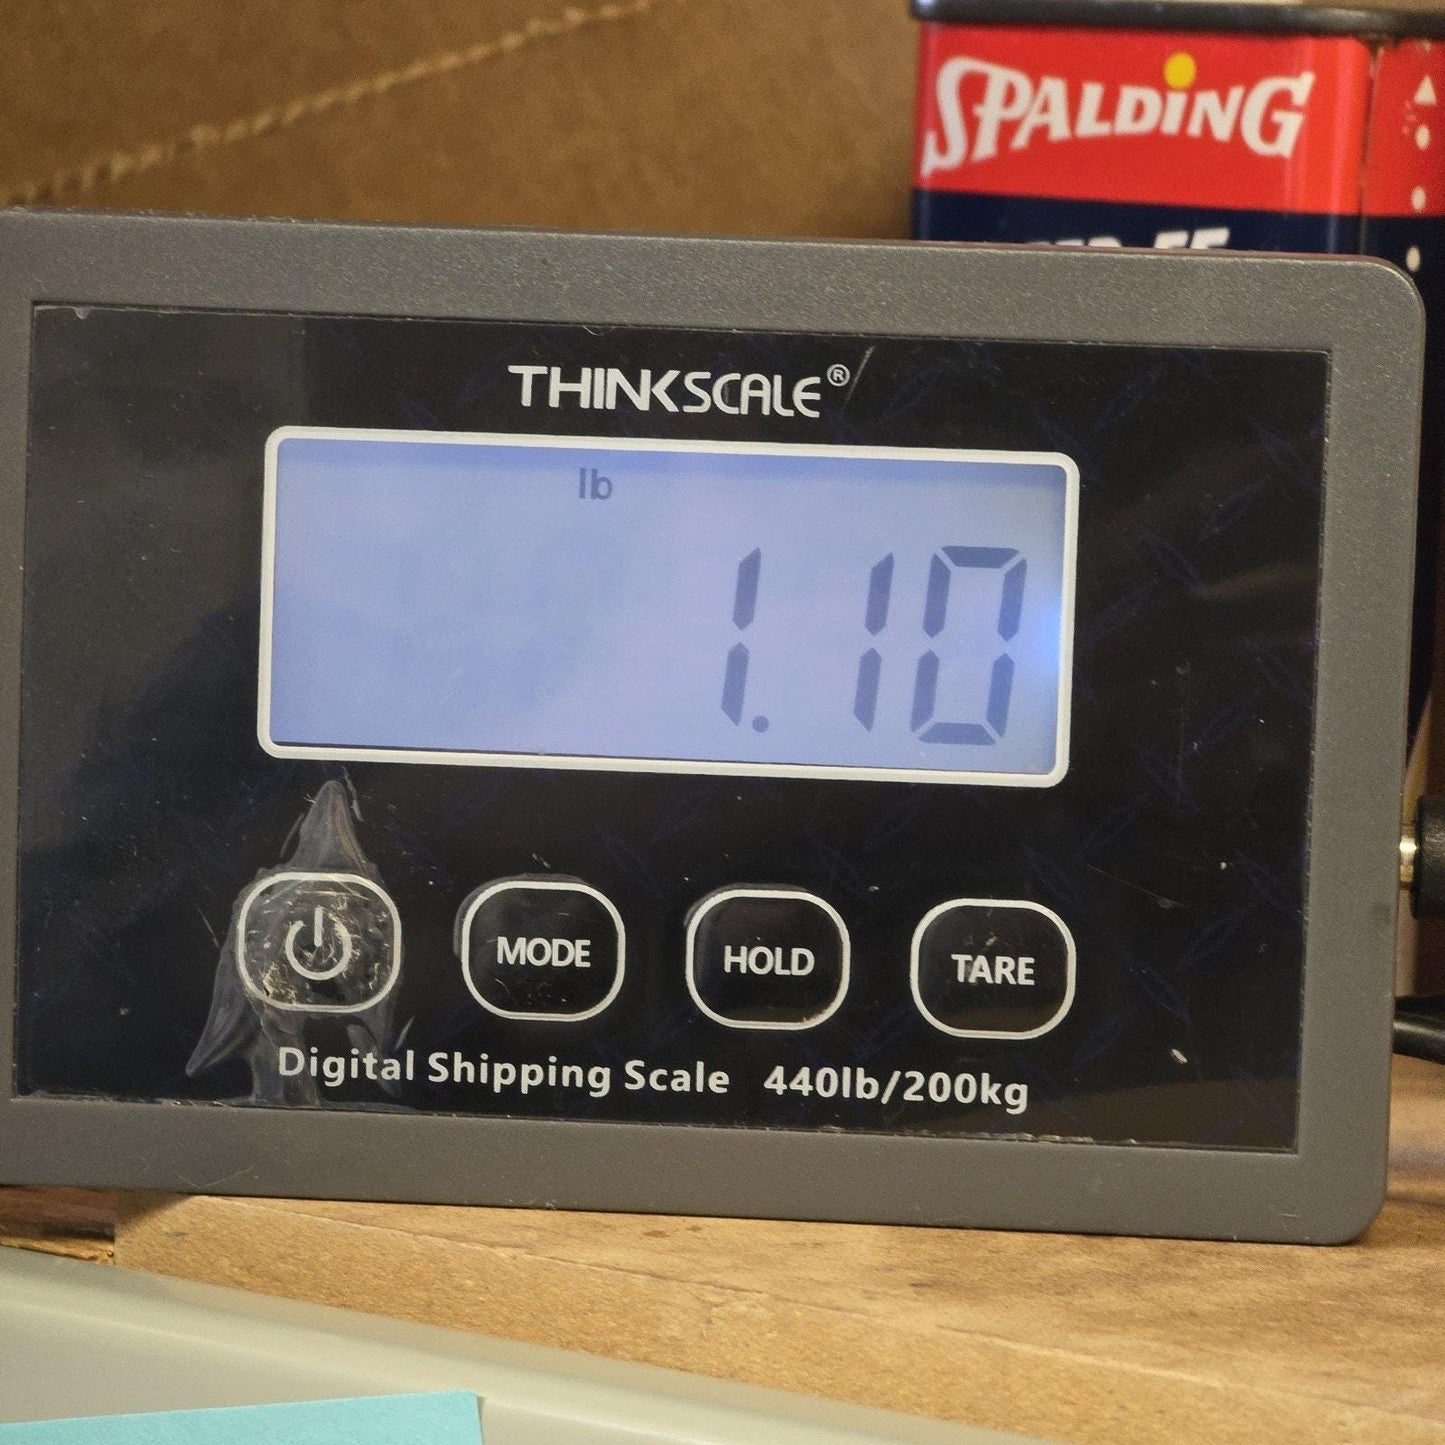 SPALDING
THINKSCALE®
lb
1.10
MODE
HOLD
TARE
Digital Shipping Scale 440lb/200kg